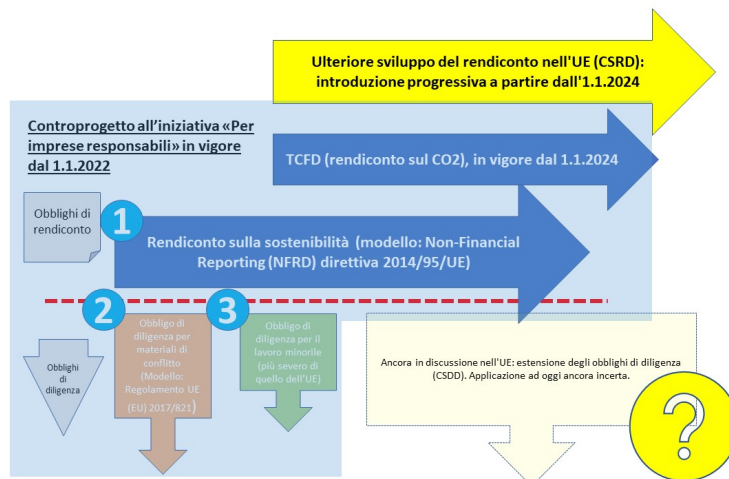 Ulteriore sviluppo del rendiconto nell'UE (CSRD):
introduzione progressiva a partire dall'1.1.2024
Controprogetto all'iniziativa «Per
imprese responsabili» in vigore
dal 1.1.2022
TCFD (rendiconto sul CO2), in vigore dal 1.1.2024
Obblighi di
rendiconto
1
Rendiconto sulla sostenibilità (modello: Non-Financial
Reporting (NFRD) direttiva 2014/95/UE)
2
3
Obblighi
di
diligenza
Obbligo di
diligenza per
materiali di
conflitto
(Modello:
Regolamento UE
(EU) 2017/821)
Obbligo di
diligenza per il
lavoro minorile
(più severo di
quello dell'UE)
Ancora in discussione nell'UE: estensione degli obblighi di diligenza
(CSDD). Applicazione ad oggi ancora incerta.
?